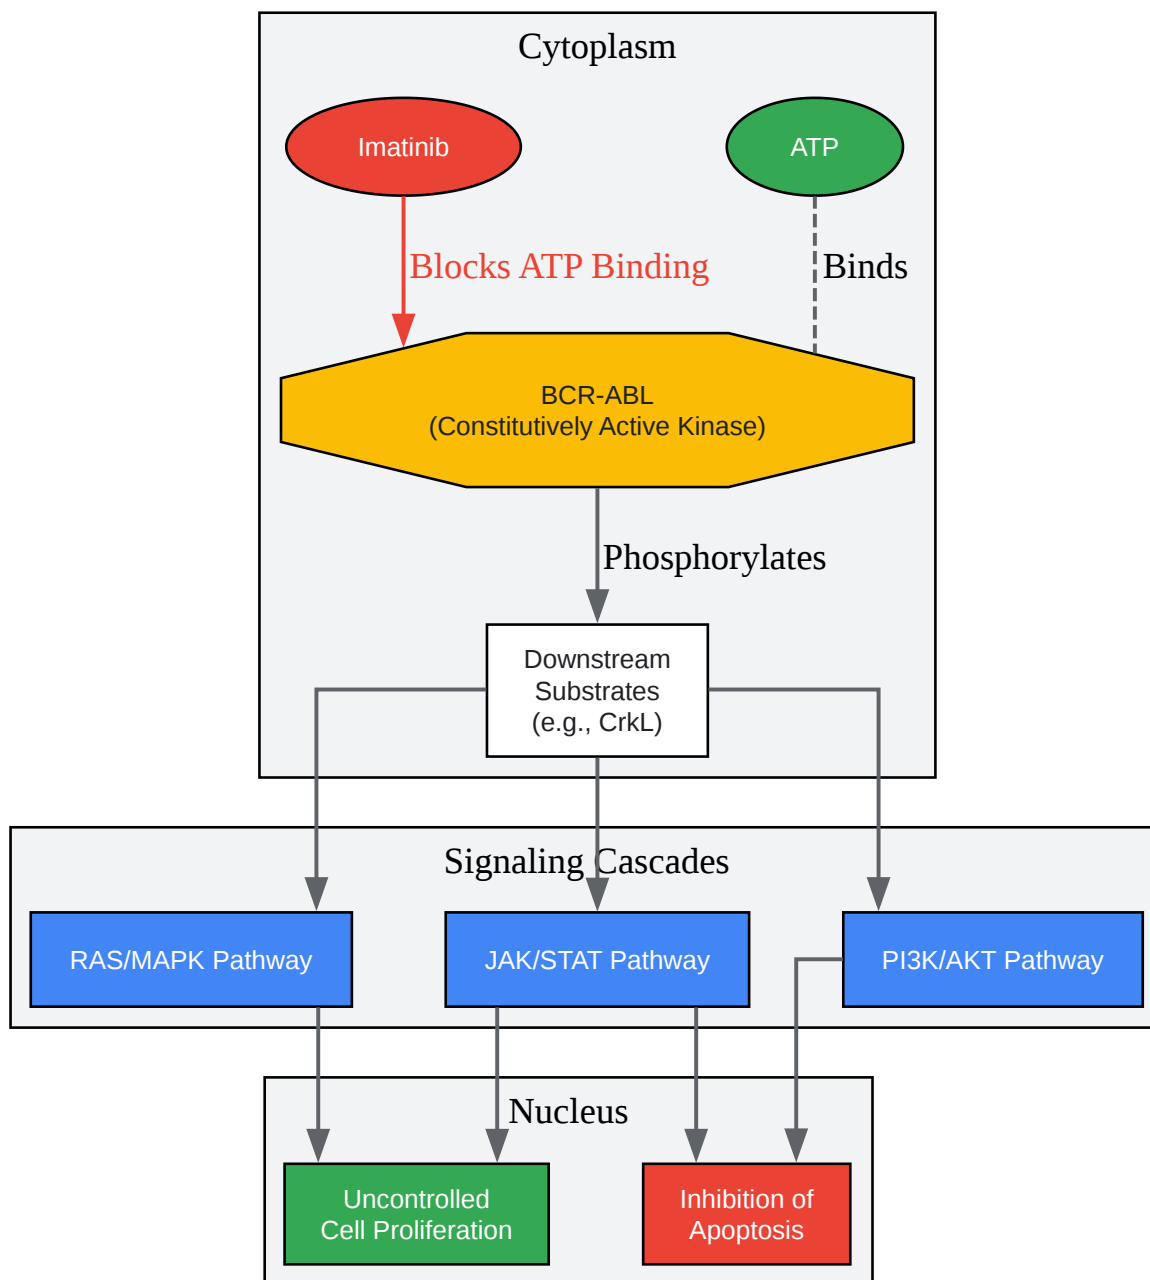 Cytoplasm
Imatinib
ATP
Blocks ATP Binding
Binds
BCR-ABL
(Constitutively Active Kinase)
Phosphorylates
Downstream
Substrates
(e.g., CrkL)
Signaling Cascades
RAS/MAPK Pathway
JAK/STAT Pathway
PI3K/AKT Pathway
Nucleus
Uncontrolled
Cell Proliferation
Inhibition of
Apoptosis